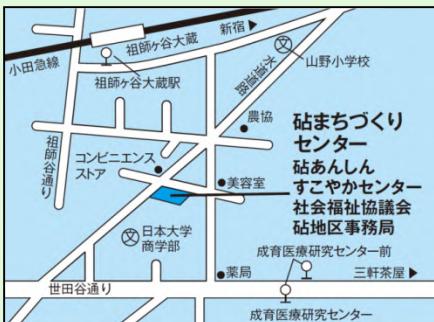 新宿▶
祖師ヶ谷大蔵
小田急線
祖師ヶ谷大蔵駅
水道道路
山野小学校
祖師谷通り
農協
砧まちづくり
センター
コンビニエンス
ストア
砧あんしん
すこやかセンター
社会福祉協議会
砧地区事務局
美容室
日本大学
商学部
成育医療研究センター前
薬局
三軒茶屋▶
世田谷通り
成育医療研究センター